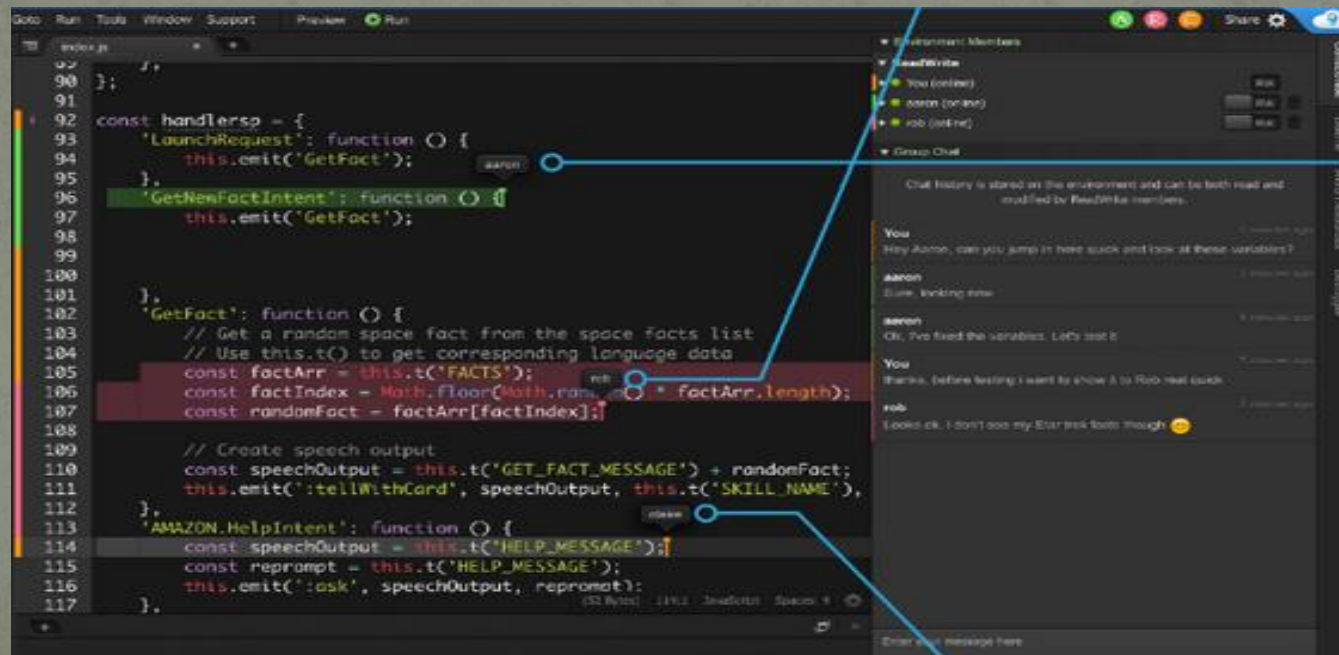 Goto Run Tools Window Support Preview Run
Share
index.js
89 },
90 };
91
92 const handlersp = {
93 'LaunchRequest': function () {
94 this.emit('GetFact');
aaron
95 },
96 'GetNewFactIntent': function () {
97 this.emit('GetFact');
98
99
100
101 },
102 'GetFact': function () {
103 // Get a random space fact from the space facts list
104 // Use this.t() to get corresponding language data
105 const factArr = this.t('FACTS');
rob
106 const factIndex = Math.floor(Math.random() * factArr.length);
107 const randomFact = factArr[factIndex];
108
109 // Create speech output
110 const speechOutput = this.t('GET_FACT_MESSAGE') + randomFact;
111 this.emit(':tellWithCard', speechOutput, this.t('SKILL_NAME'),
112 },
113 'AMAZON.HelpIntent': function () {
114 const speechOutput = this.t('HELP_MESSAGE');
115 const reprompt = this.t('HELP_MESSAGE');
116 this.emit(':ask', speechOutput, reprompt);
117 },
(52 Bytes) JavaScript Spaces: 4
Environment Members
ReadWrite
You (online)
aaron (online)
rob (online)
Group Chat
Chat history is stored on the environment and can be both read and
modified by ReadWrite members.
You
Hey Aaron, can you jump in here quick and look at these variables?
aaron
Sure, looking now
aaron
Ok, I've fixed the variables. Let's test it
You
thanks, before testing I want to show it to Rob real quick
rob
Looks ok, I don't see my Star trek facts though
Enter your message here